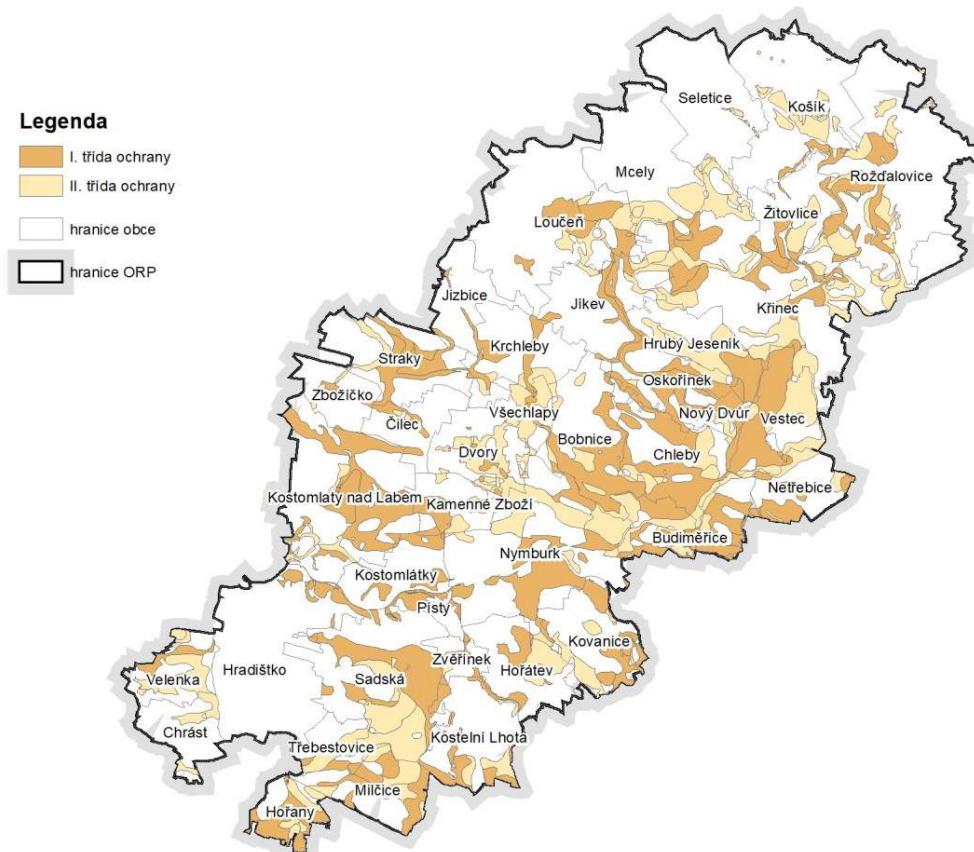 Legenda
I. třída ochrany
II. třída ochrany
hranice obce
hranice ORP
Seletice
Košík
Mcely
Rožďalovice
Loučeň
Žitovlice
Jizbice
Jíkev
Křinec
Straky
Krchleby
Hrubý Jeseník
Oskořínek
Zbožíčko
Čilec
Všechlapy
Nový Dvůr
Vestec
Dvory
Bobnice
Chleby
Netřebice
Kostomlaty nad Labem
Kamenné Zboží
Budiměřice
Nymburk
Kostomlátky
Písty
Kovanice
Zvěřínek
Hořátev
Velenka
Hradištko
Sadská
Chrást
Třebestovice
Kostelní Lhota
Milčice
Hořany